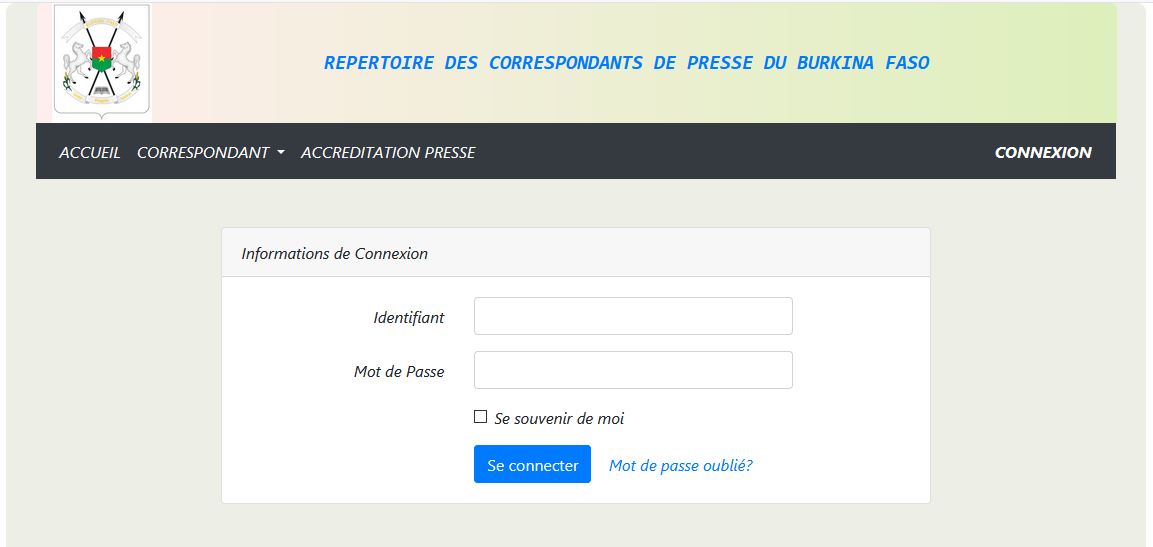 REPERTOIRE DES CORRESPONDANTS DE PRESSE DU BURKINA FASO
ACCUEIL CORRESPONDANT ACCREDITATION PRESSE CONNEXION
Informations de Connexion
Identifiant
Mot de Passe
Se souvenir de moi
Se connecter Mot de passe oublié?